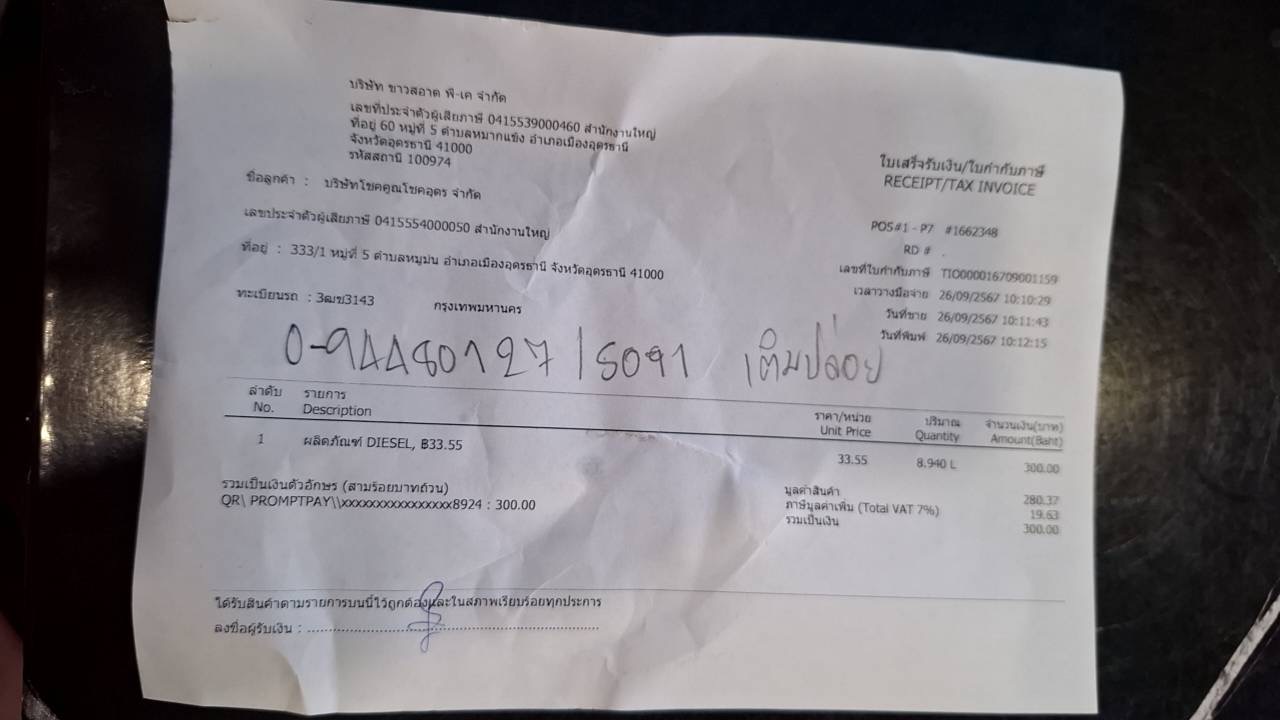 บริษัท ขาวสอาด พี-เค จำกัด
เลขที่ประจำตัวผู้เสียภาษี 0415539000460 สำนักงานใหญ่
ที่อยู่ 60 หมู่ที่ 5 ตำบลหมากแข้ง อำเภอเมืองอุดรธานี
จังหวัดอุดรธานี 41000
รหัสสถานี 100974
ใบเสร็จรับเงิน/ใบกำกับภาษี
RECEIPT/TAX INVOICE
ชื่อลูกค้า : บริษัทโชคคูณโชคอุดร จำกัด
เลขประจำตัวผู้เสียภาษี 0415554000050 สำนักงานใหญ่
ที่อยู่ : 333/1 หมู่ที่ 5 ตำบลหมูม่น อำเภอเมืองอุดรธานี จังหวัดอุดรธานี 41000
ทะเบียนรถ : 3ฒฃ3143 กรุงเทพมหานคร
POS#1 - P7 #1662348
RD # .
เลขที่ใบกำกับภาษี TIO000016709001159
เวลาวางมือจ่าย 26/09/2567 10:10:29
วันที่ขาย 26/09/2567 10:11:43
วันที่พิมพ์ 26/09/2567 10:12:15
0-94480127/5091 เติมปล่อย
ลำดับ รายการ ราคา/หน่วย ปริมาณ จำนวนเงิน(บาท)
No. Description Unit Price Quantity Amount(Baht)
1 ผลิตภัณฑ์ DIESEL, ฿33.55 33.55 8.940 L 300.00
รวมเป็นเงินตัวอักษร (สามร้อยบาทถ้วน)
QR\ PROMPTPAY\\xxxxxxxxxxxxxxxx8924 : 300.00
มูลค่าสินค้า 280.37
ภาษีมูลค่าเพิ่ม (Total VAT 7%) 19.63
รวมเป็นเงิน 300.00
ได้รับสินค้าตามรายการบนนี้ไว้ถูกต้องและในสภาพเรียบร้อยทุกประการ
ลงชื่อผู้รับเงิน :